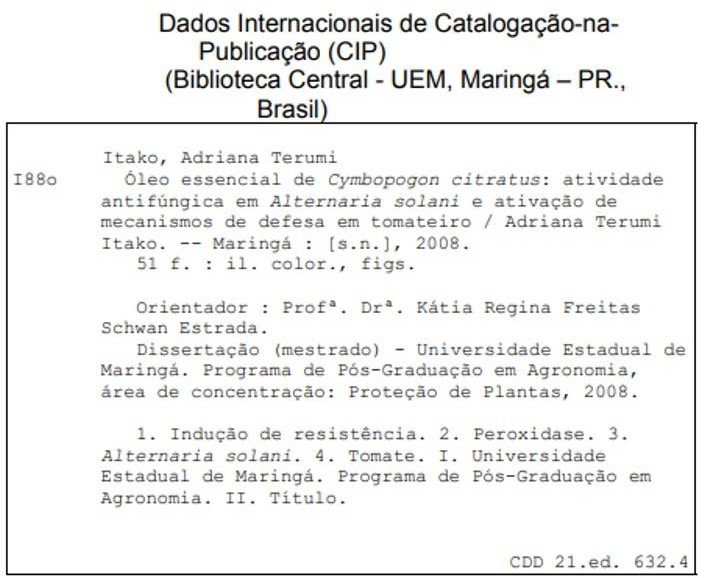 Dados Internacionais de Catalogação-na-
Publicação (CIP)
(Biblioteca Central - UEM, Maringá – PR.,
Brasil)
Itako, Adriana Terumi
I88o Óleo essencial de Cymbopogon citratus: atividade
antifúngica em Alternaria solani e ativação de
mecanismos de defesa em tomateiro / Adriana Terumi
Itako. -- Maringá : [s.n.], 2008.
51 f. : il. color., figs.
Orientador : Profª. Drª. Kátia Regina Freitas
Schwan Estrada.
Dissertação (mestrado) - Universidade Estadual de
Maringá. Programa de Pós-Graduação em Agronomia,
área de concentração: Proteção de Plantas, 2008.
1. Indução de resistência. 2. Peroxidase. 3.
Alternaria solani. 4. Tomate. I. Universidade
Estadual de Maringá. Programa de Pós-Graduação em
Agronomia. II. Título.
CDD 21.ed. 632.4